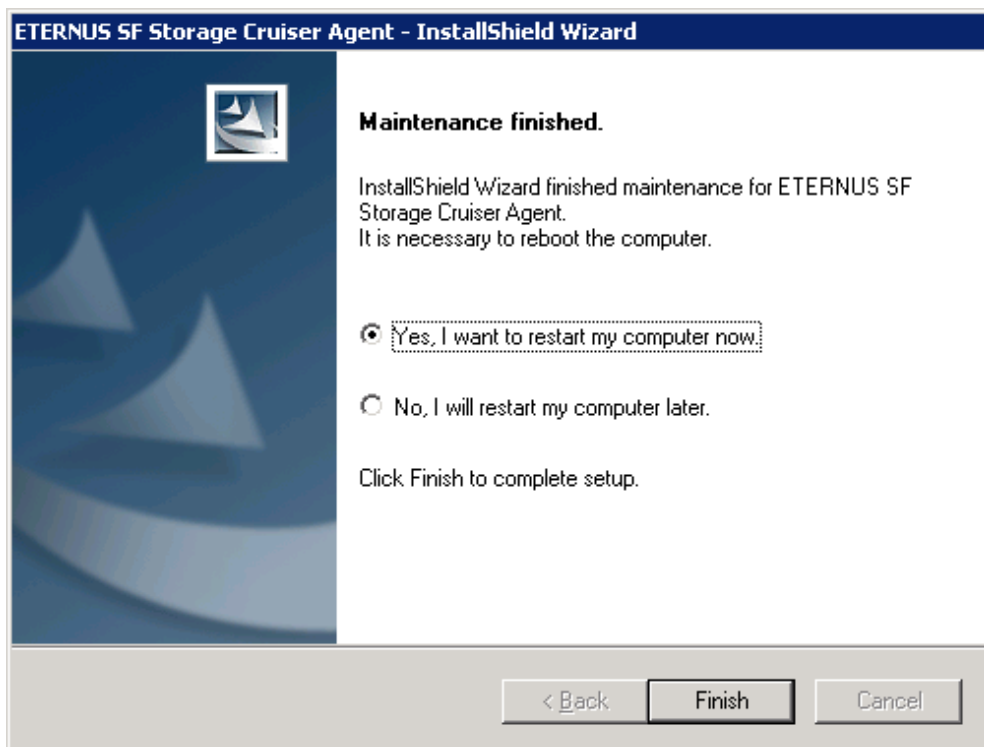 ETERNUS SF Storage Cruiser Agent - InstallShield Wizard
Maintenance finished.
InstallShield Wizard finished maintenance for ETERNUS SF
Storage Cruiser Agent.
It is necessary to reboot the computer.
Yes, I want to restart my computer now.
No, I will restart my computer later.
Click Finish to complete setup.
< Back
Finish
Cancel